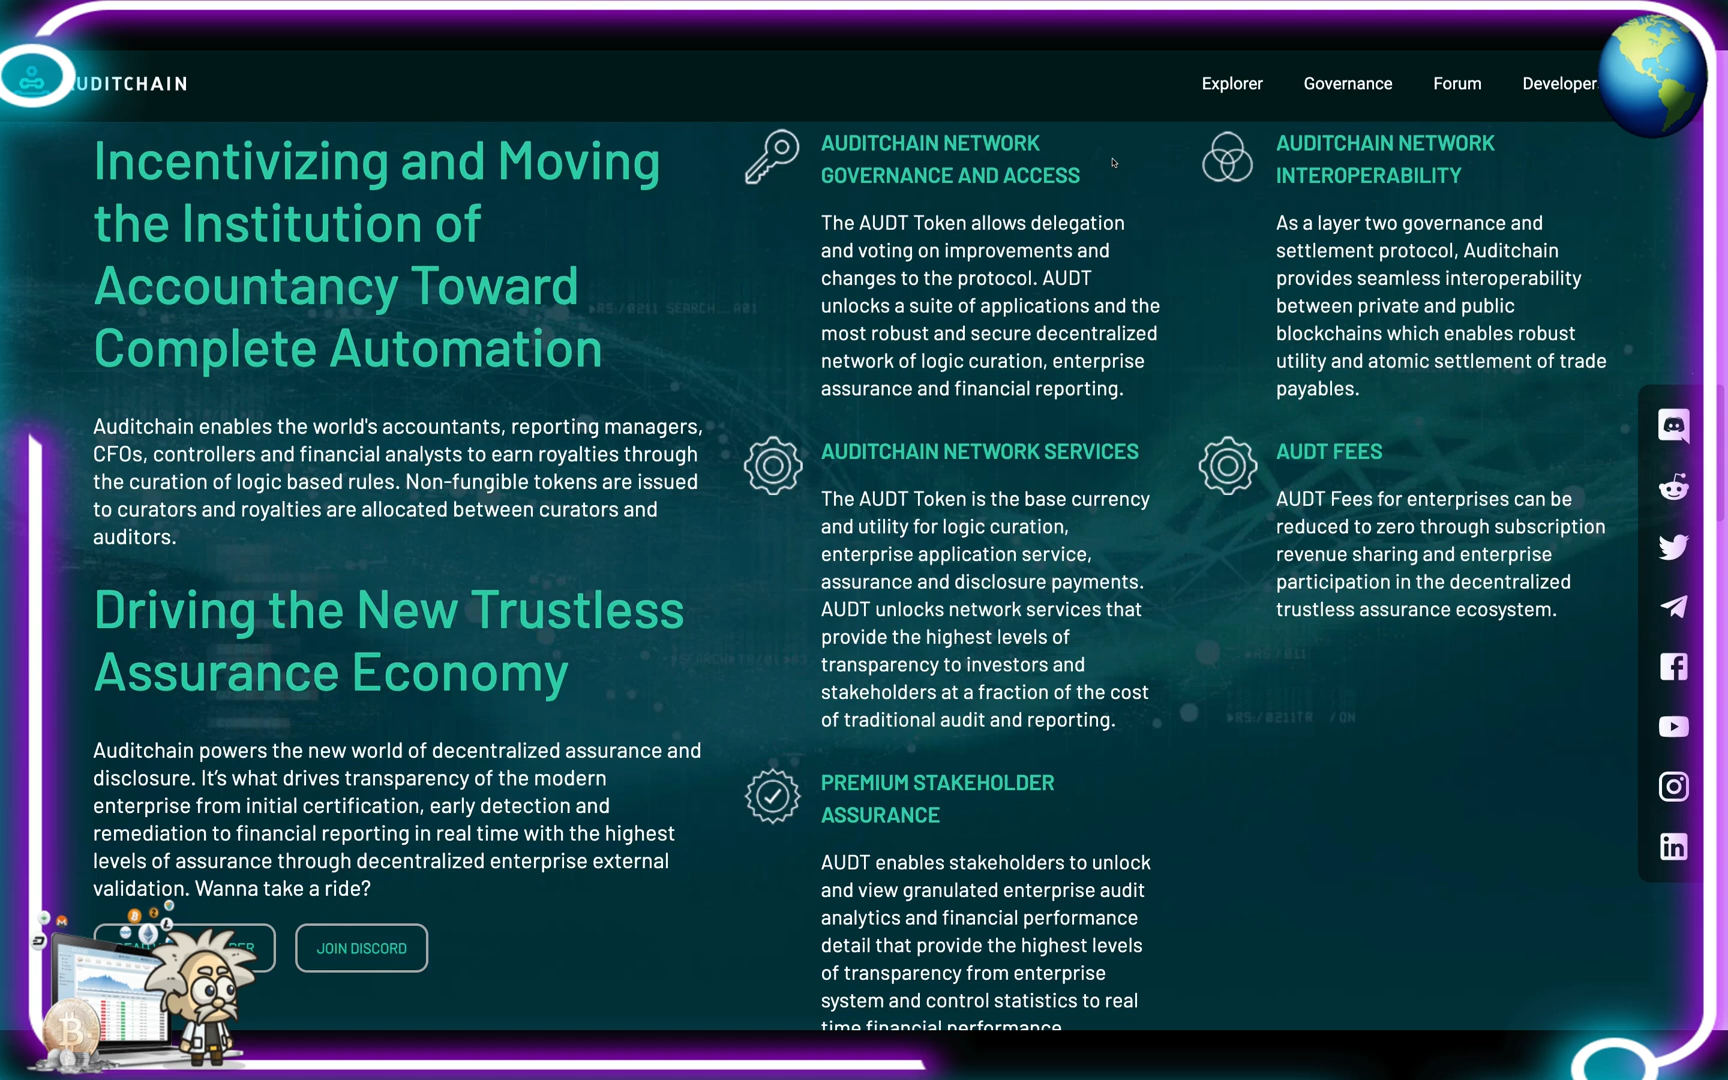 AUDITCHAIN
Explorer
Governance
Forum
Developer
Incentivizing and Moving
the Institution of
Accountancy Toward
Complete Automation
Auditchain enables the world's accountants, reporting managers,
CFOs, controllers and financial analysts to earn royalties through
the curation of logic based rules. Non-fungible tokens are issued
to curators and royalties are allocated between curators and
auditors.
Driving the New Trustless
Assurance Economy
Auditchain powers the new world of decentralized assurance and
disclosure. It's what drives transparency of the modern
enterprise from initial certification, early detection and
remediation to financial reporting in real time with the highest
levels of assurance through decentralized enterprise external
validation. Wanna take a ride?
JOIN DISCORD
AUDITCHAIN NETWORK
GOVERNANCE AND ACCESS
The AUDT Token allows delegation
and voting on improvements and
changes to the protocol. AUDT
unlocks a suite of applications and the
most robust and secure decentralized
network of logic curation, enterprise
assurance and financial reporting.
AUDITCHAIN NETWORK SERVICES
The AUDT Token is the base currency
and utility for logic curation,
enterprise application service,
assurance and disclosure payments.
AUDT unlocks network services that
provide the highest levels of
transparency to investors and
stakeholders at a fraction of the cost
of traditional audit and reporting.
PREMIUM STAKEHOLDER
ASSURANCE
AUDT enables stakeholders to unlock
and view granulated enterprise audit
analytics and financial performance
detail that provide the highest levels
of transparency from enterprise
system and control statistics to real
time financial performance
AUDITCHAIN NETWORK
INTEROPERABILITY
As a layer two governance and
settlement protocol, Auditchain
provides seamless interoperability
between private and public
blockchains which enables robust
utility and atomic settlement of trade
payables.
AUDT FEES
AUDT Fees for enterprises can be
reduced to zero through subscription
revenue sharing and enterprise
participation in the decentralized
trustless assurance ecosystem.